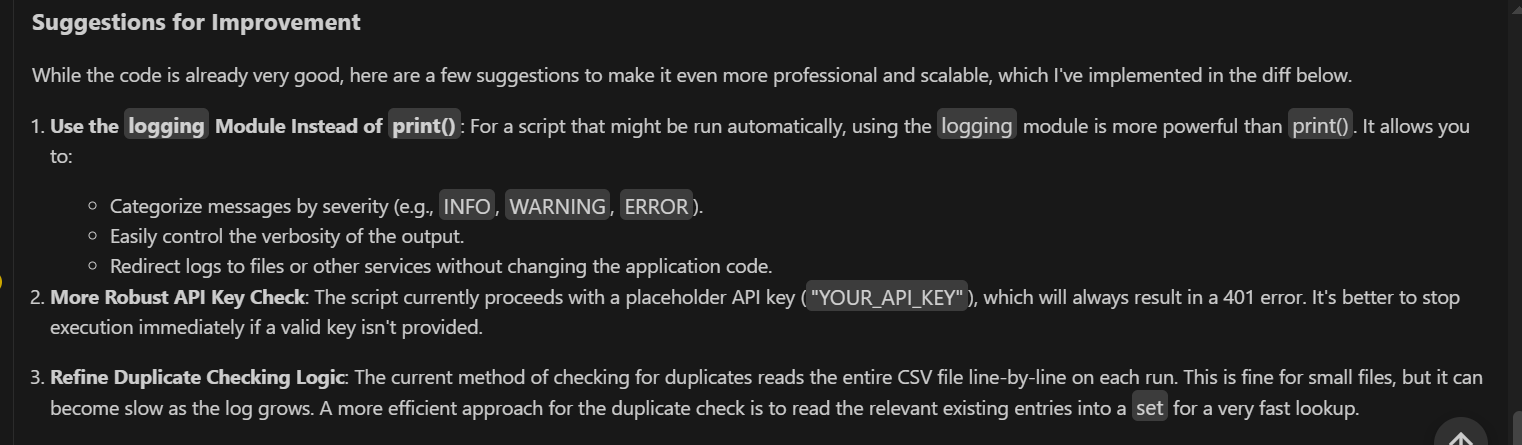 Suggestions for Improvement
While the code is already very good, here are a few suggestions to make it even more professional and scalable, which I've implemented in the diff below.
1. Use the logging Module Instead of print(): For a script that might be run automatically, using the logging module is more powerful than print(). It allows you
to:
○ Categorize messages by severity (e.g., INFO, WARNING, ERROR).
○ Easily control the verbosity of the output.
○ Redirect logs to files or other services without changing the application code.
2. More Robust API Key Check: The script currently proceeds with a placeholder API key ("YOUR_API_KEY"), which will always result in a 401 error. It's better to stop
execution immediately if a valid key isn't provided.
3. Refine Duplicate Checking Logic: The current method of checking for duplicates reads the entire CSV file line-by-line on each run. This is fine for small files, but it can
become slow as the log grows. A more efficient approach for the duplicate check is to read the relevant existing entries into a set for a very fast lookup.